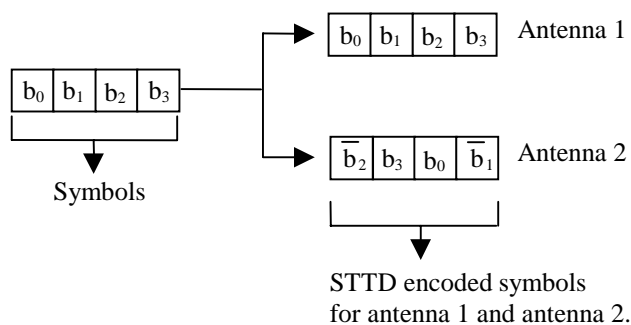 b₀ b₁ b₂ b₃ Antenna 1
b₀ b₁ b₂ b₃
b̅₂ b₃ b₀ b̅₁ Antenna 2
Symbols
STTD encoded symbols
for antenna 1 and antenna 2.